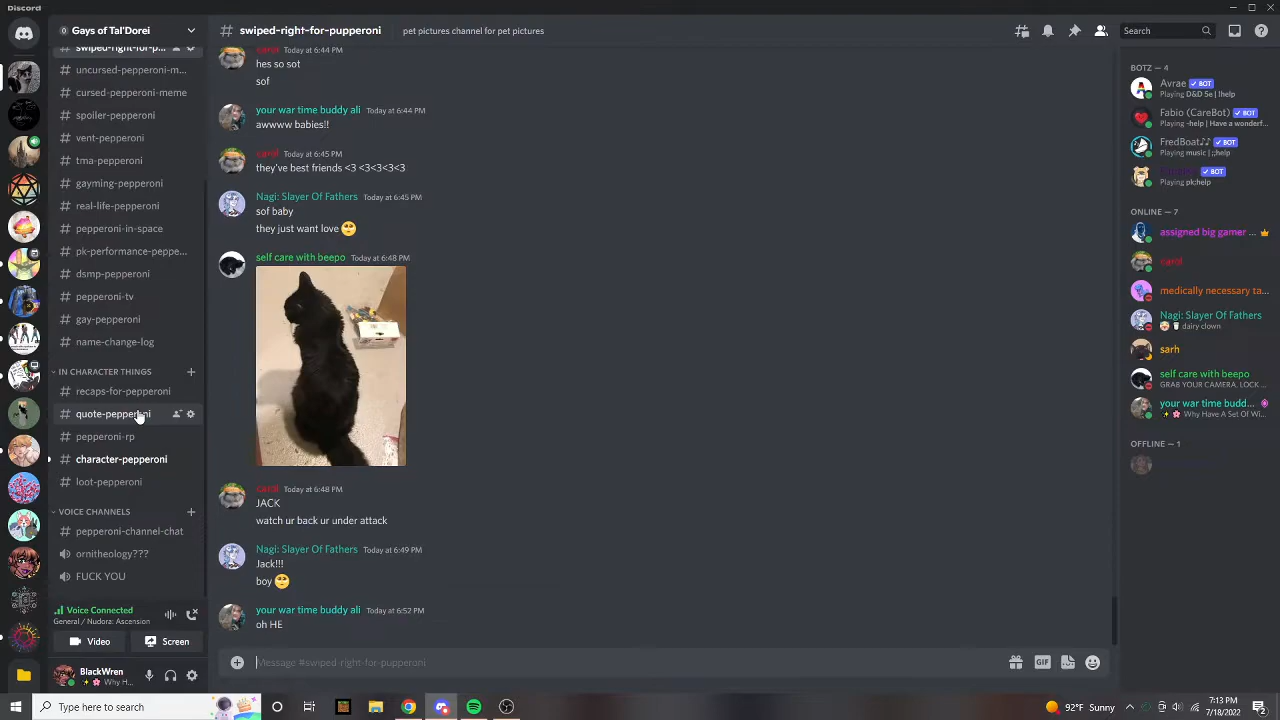 Discord
Gays of Tal'Dorei
swiped-right-for-pupperoni
pet pictures channel for pet pictures
Search
swiped-right-for-p...
uncursed-pepperoni-m...
cursed-pepperoni-meme
spoiler-pepperoni
vent-pepperoni
tma-pepperoni
gayming-pepperoni
real-life-pepperoni
pepperoni-in-space
pk-performance-peppe...
dsmp-pepperoni
pepperoni-tv
gay-pepperoni
name-change-log
IN CHARACTER THINGS
recaps-for-pepperoni
quote-pepperoni
pepperoni-rp
character-pepperoni
loot-pepperoni
VOICE CHANNELS
pepperoni-channel-chat
ornitheology???
FUCK YOU
Voice Connected
General / Nudora: Ascension
Video
Screen
BlackWren
Why H...
carol Today at 6:44 PM
hes so sot
sof
your war time buddy ali Today at 6:44 PM
awwww babies!!
carol Today at 6:45 PM
they've best friends <3 <3<3<3<3
Nagi: Slayer Of Fathers Today at 6:45 PM
sof baby
they just want love
self care with beepo Today at 6:48 PM
carol Today at 6:48 PM
JACK
watch ur back ur under attack
Nagi: Slayer Of Fathers Today at 6:49 PM
Jack!!!
boy
your war time buddy ali Today at 6:52 PM
oh HE
Message #swiped-right-for-pupperoni
GIF
BOTZ — 4
Avrae BOT
Playing D&D 5e | !help
Fabio (CareBot) BOT
Playing -help | Have a wonderf...
FredBoat♪♪ BOT
Playing music | ;;help
BOT
Playing pk;help
ONLINE — 7
assigned big gamer ...
carol
medically necessary ta...
Nagi: Slayer Of Fathers
dairy clown
sarh
self care with beepo
GRAB YOUR CAMERA, LOCK ...
your war time buddy ...
Why Have A Set Of Wi...
OFFLINE — 1
Type here to search
92°F Sunny
7:13 PM
7/18/2022